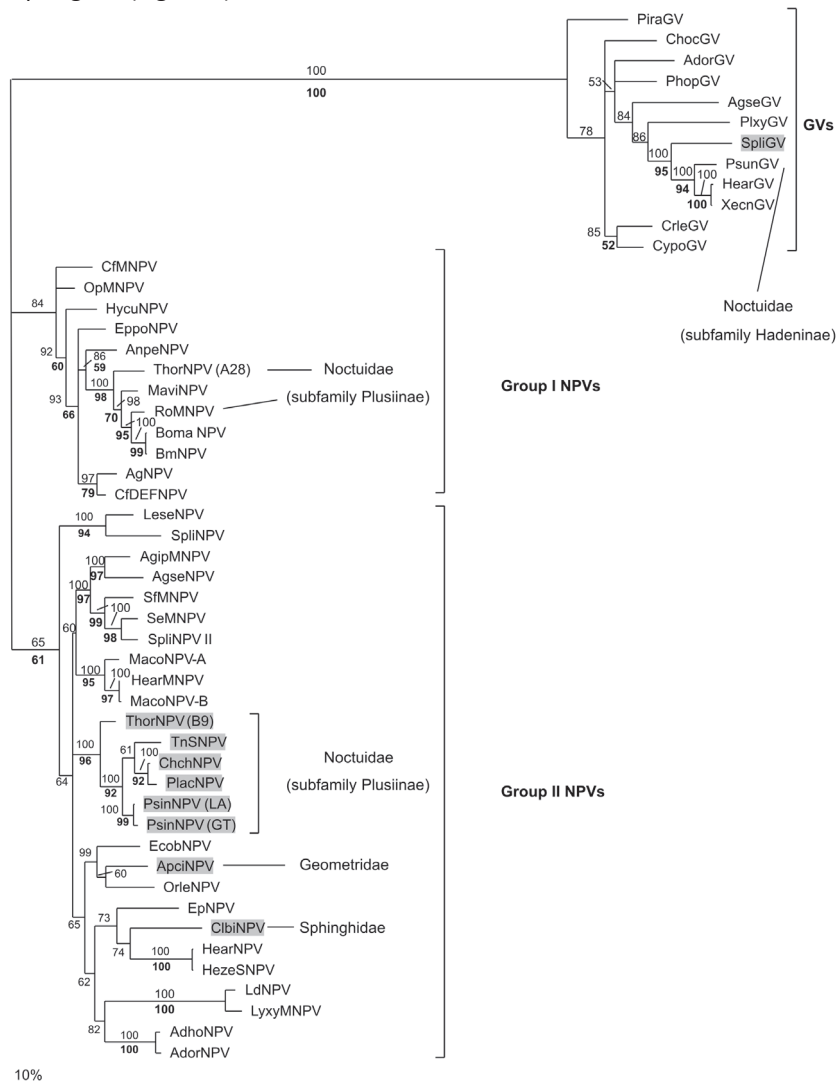 PiraGV
ChocGV
100
AdorGV
53
PhopGV
100
AgseGV
84
PlxyGV
GVs
78
86
SpliGV
100
95
PsunGV
100
100
HearGV
94
100
XecnGV
85
CrleGV
52
CypoGV
Noctuidae
(subfamily Hadeninae)
CfMNPV
84
OpMNPV
HycuNPV
EppoNPV
92
60
AnpeNPV
86
59
ThorNPV (A28)
Noctuidae
100
98
MaviNPV
98
(subfamily Plusiinae)
Group I NPVs
93
66
70
RoMNPV
95
100
100
Boma NPV
99
BmNPV
97
AgNPV
79
CfDEFNPV
100
LeseNPV
94
SpliNPV
AgipMNPV
100
97
AgseNPV
100
97
SfMNPV
100
99
SeMNPV
98
SpliNPV II
60
65
61
MacoNPV-A
100
95
100
HearMNPV
97
MacoNPV-B
ThorNPV (B9)
100
96
61
TnSNPV
100
ChchNPV
Noctuidae
64
100
92
92
PlacNPV
(subfamily Plusiinae)
Group II NPVs
PsinNPV (LA)
100
99
PsinNPV (GT)
EcobNPV
99
ApciNPV
Geometridae
60
OrleNPV
65
EpNPV
73
ClbiNPV
Sphinghidae
74
100
HearNPV
100
HezeSNPV
62
LdNPV
100
100
LyxyMNPV
82
AdhoNPV
100
100
AdorNPV
10%